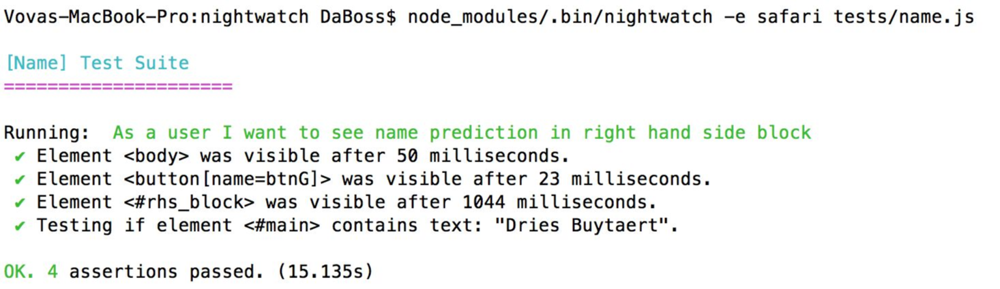 Vovas-MacBook-Pro:nightwatch DaBoss$ node_modules/.bin/nightwatch -e safari tests/name.js
[Name] Test Suite
=====================
Running:  As a user I want to see name prediction in right hand side block
✔ Element <body> was visible after 50 milliseconds.
✔ Element <button[name=btnG]> was visible after 23 milliseconds.
✔ Element <#rhs_block> was visible after 1044 milliseconds.
✔ Testing if element <#main> contains text: "Dries Buytaert".
OK. 4 assertions passed. (15.135s)